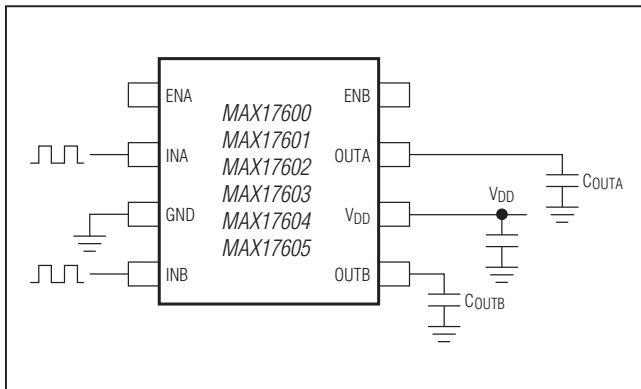 ENA
INA
GND
INB
MAX17600
MAX17601
MAX17602
MAX17603
MAX17604
MAX17605
ENB
OUTA
VDD
OUTB
COUTA
VDD
COUTB